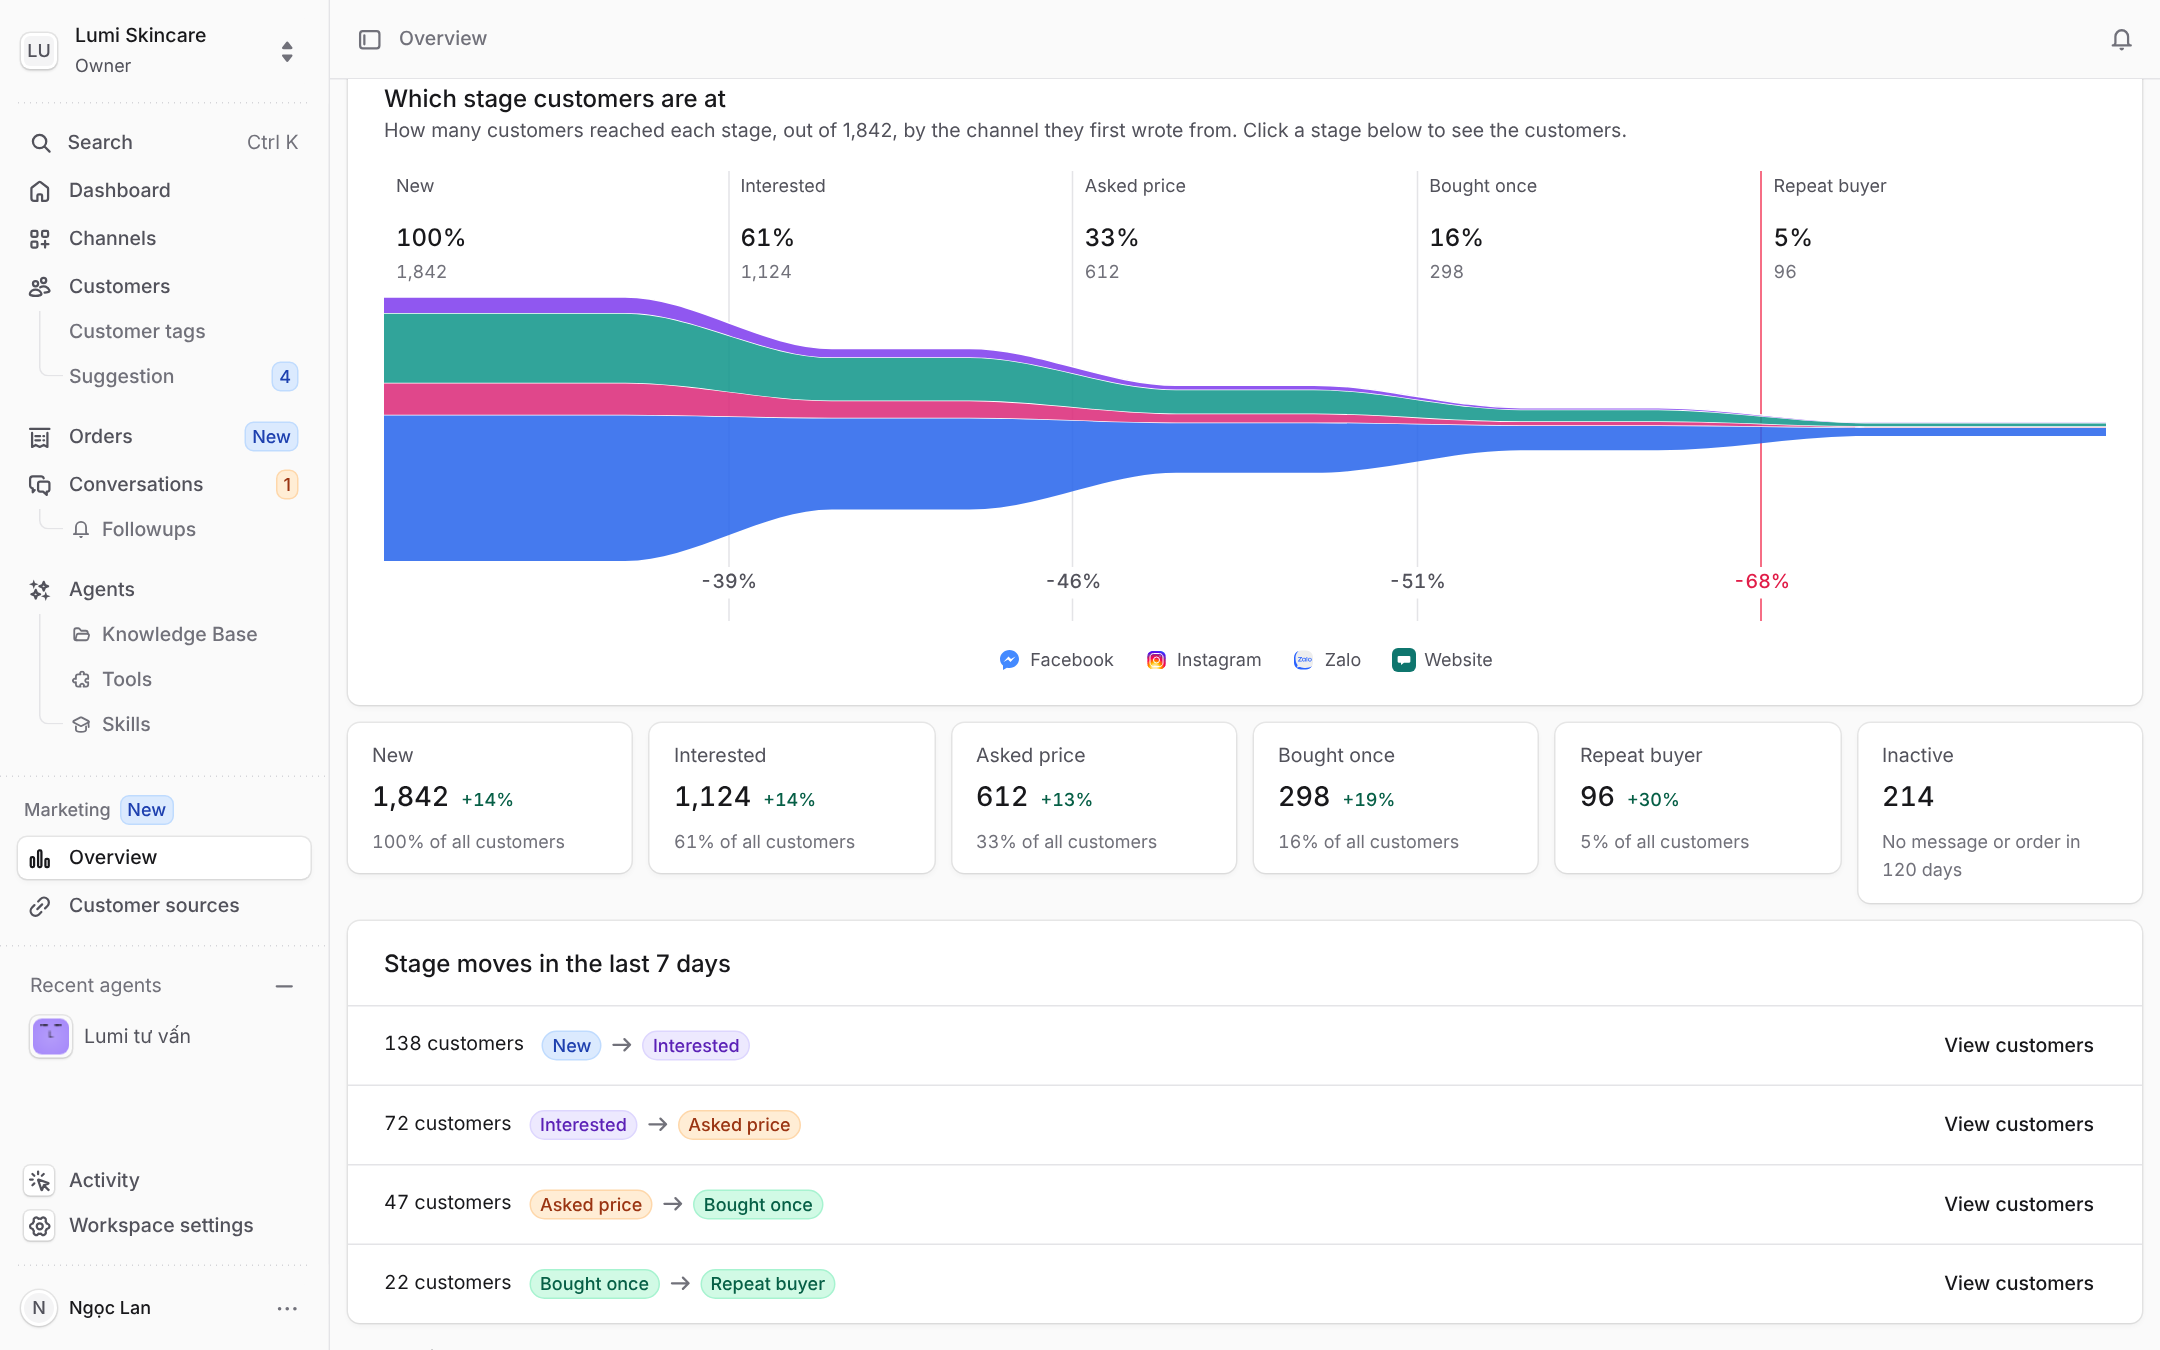 LU
Lumi Skincare
Owner
Search
Ctrl K
Dashboard
Channels
Customers
Customer tags
Suggestion
4
Orders
New
Conversations
1
Followups
Agents
Knowledge Base
Tools
Skills
Marketing
New
Overview
Customer sources
Recent agents
Lumi tư vấn
Activity
Workspace settings
N
Ngọc Lan
Overview
Which stage customers are at
How many customers reached each stage, out of 1,842, by the channel they first wrote from. Click a stage below to see the customers.
New
100%
1,842
Interested
61%
1,124
Asked price
33%
612
Bought once
16%
298
Repeat buyer
5%
96
-39%
-46%
-51%
-68%
Facebook
Instagram
Zalo
Zalo
Website
New
1,842 +14%
100% of all customers
Interested
1,124 +14%
61% of all customers
Asked price
612 +13%
33% of all customers
Bought once
298 +19%
16% of all customers
Repeat buyer
96 +30%
5% of all customers
Inactive
214
No message or order in
120 days
Stage moves in the last 7 days
138 customers New → Interested View customers
72 customers Interested → Asked price View customers
47 customers Asked price → Bought once View customers
22 customers Bought once → Repeat buyer View customers